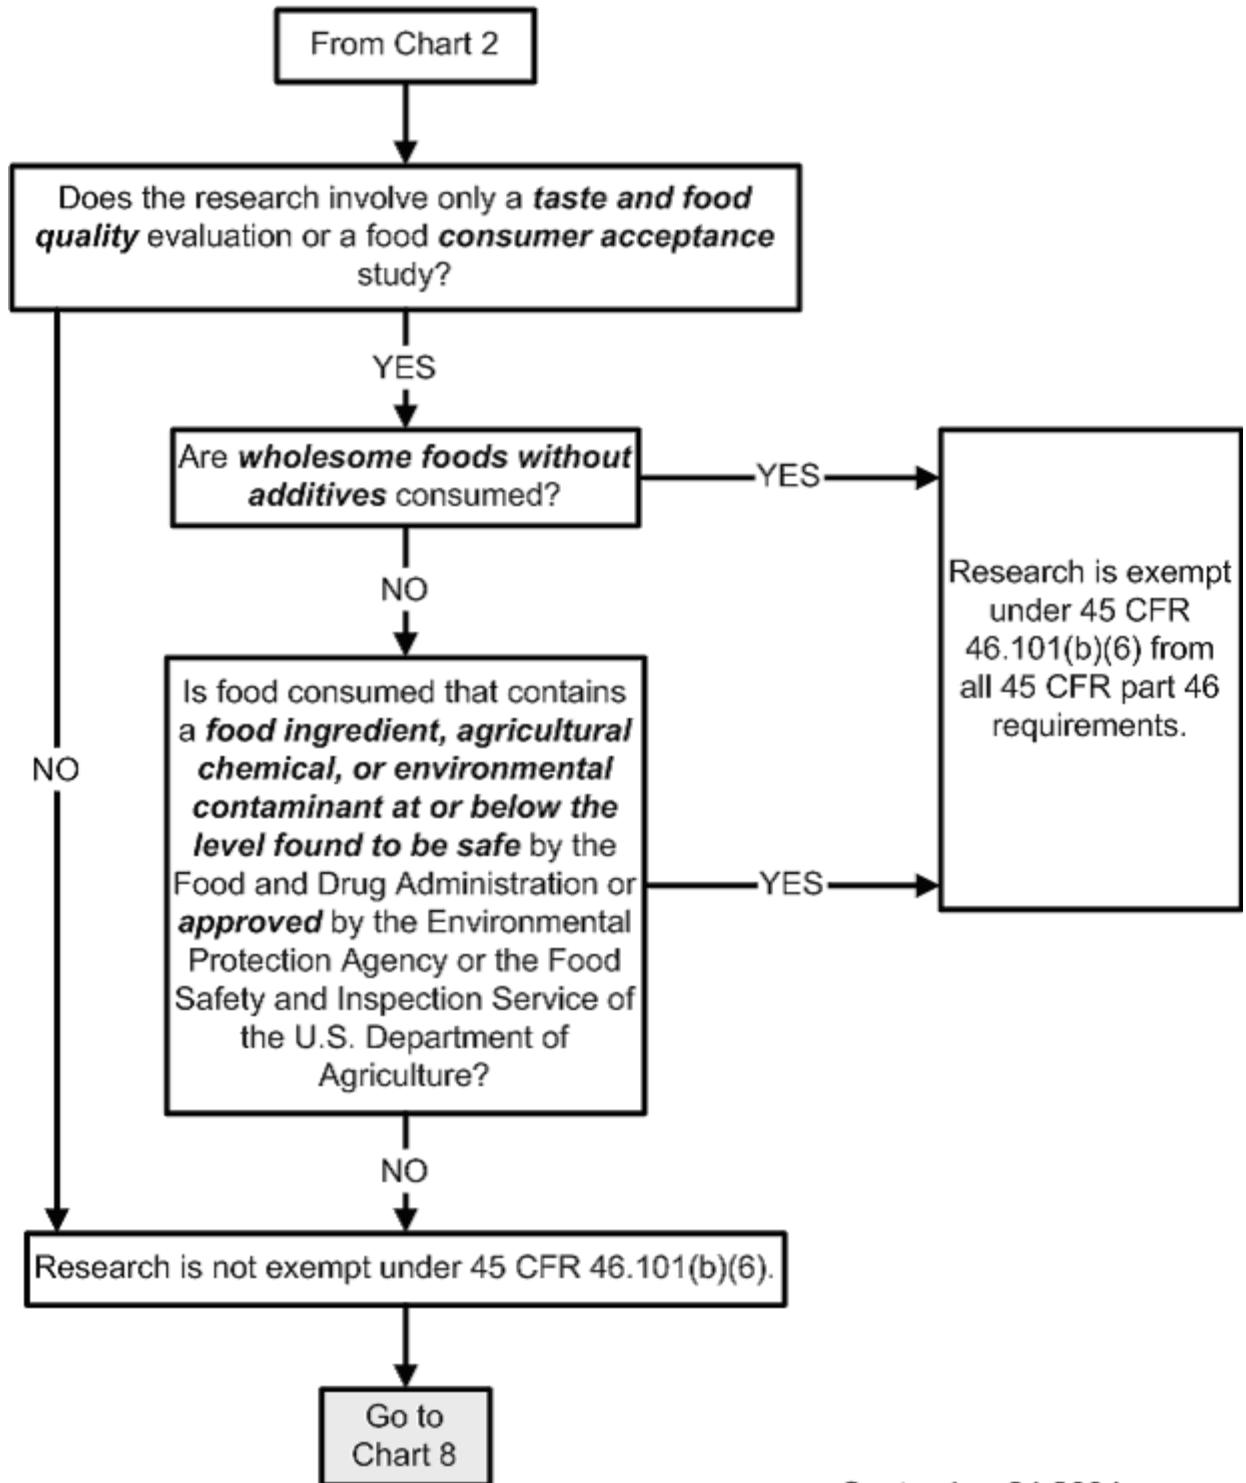 From Chart 2
Does the research involve only a taste and food
quality evaluation or a food consumer acceptance
study?
YES
Are wholesome foods without
additives consumed?
YES
NO
Research is exempt
under 45 CFR
46.101(b)(6) from
all 45 CFR part 46
requirements.
Is food consumed that contains
a food ingredient, agricultural
chemical, or environmental
contaminant at or below the
level found to be safe by the
Food and Drug Administration or
approved by the Environmental
Protection Agency or the Food
Safety and Inspection Service of
the U.S. Department of
Agriculture?
NO
YES
NO
Research is not exempt under 45 CFR 46.101(b)(6).
Go to
Chart 8